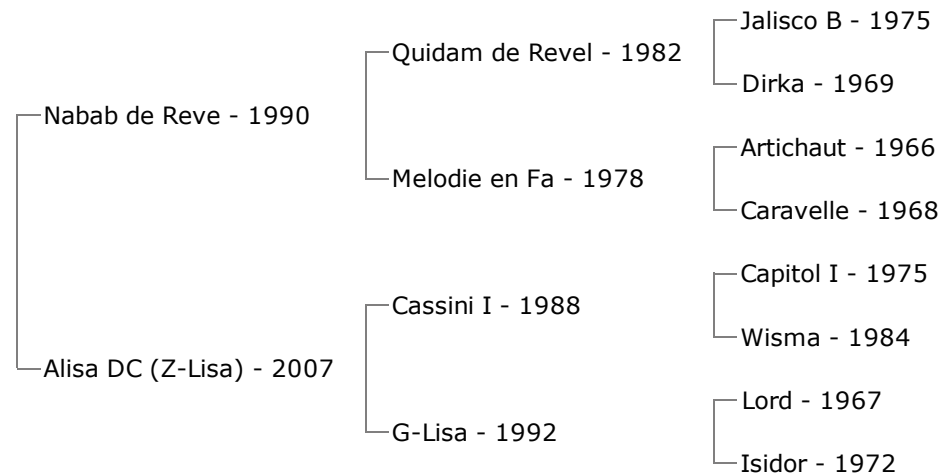 Jalisco B - 1975
Quidam de Revel - 1982
Dirka - 1969
Nabab de Reve - 1990
Artichaut - 1966
Melodie en Fa - 1978
Caravelle - 1968
Capitol I - 1975
Cassini I - 1988
Wisma - 1984
Alisa DC (Z-Lisa) - 2007
Lord - 1967
G-Lisa - 1992
Isidor - 1972